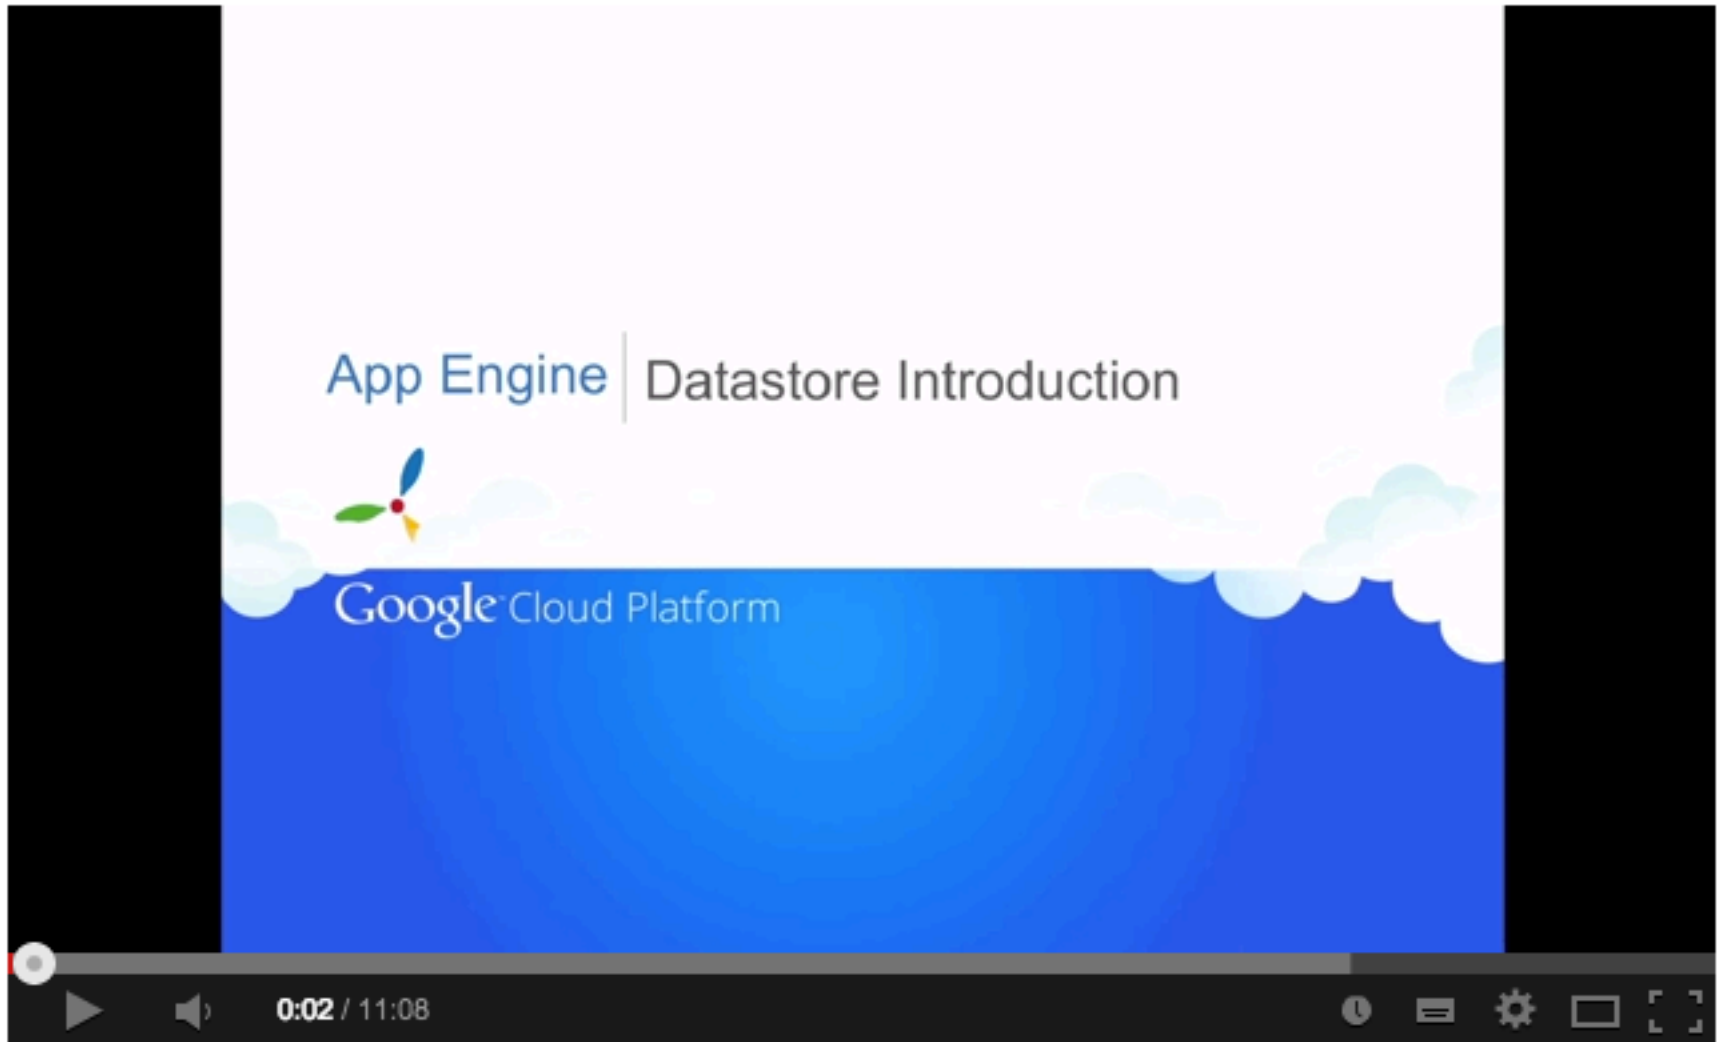 App Engine Datastore Introduction
Google Cloud Platform
0:02 / 11:08